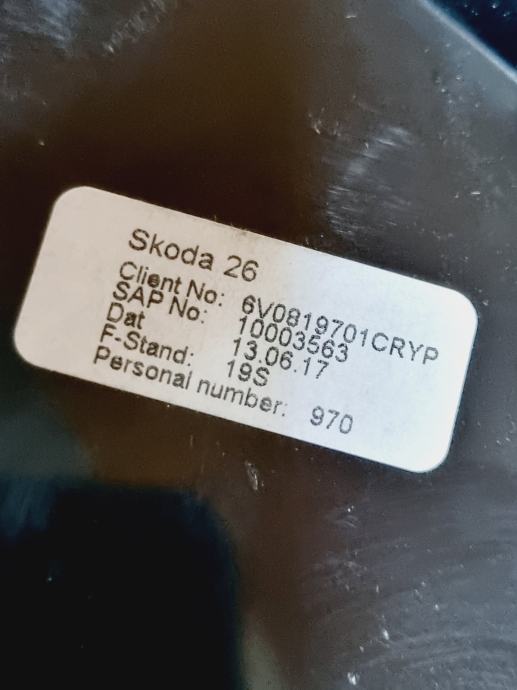 Skoda 26
Client No: 6V0819701CRYP
SAP No: 10003563
Dat 13.06.17
F-Stand: 19S
Personal number: 970